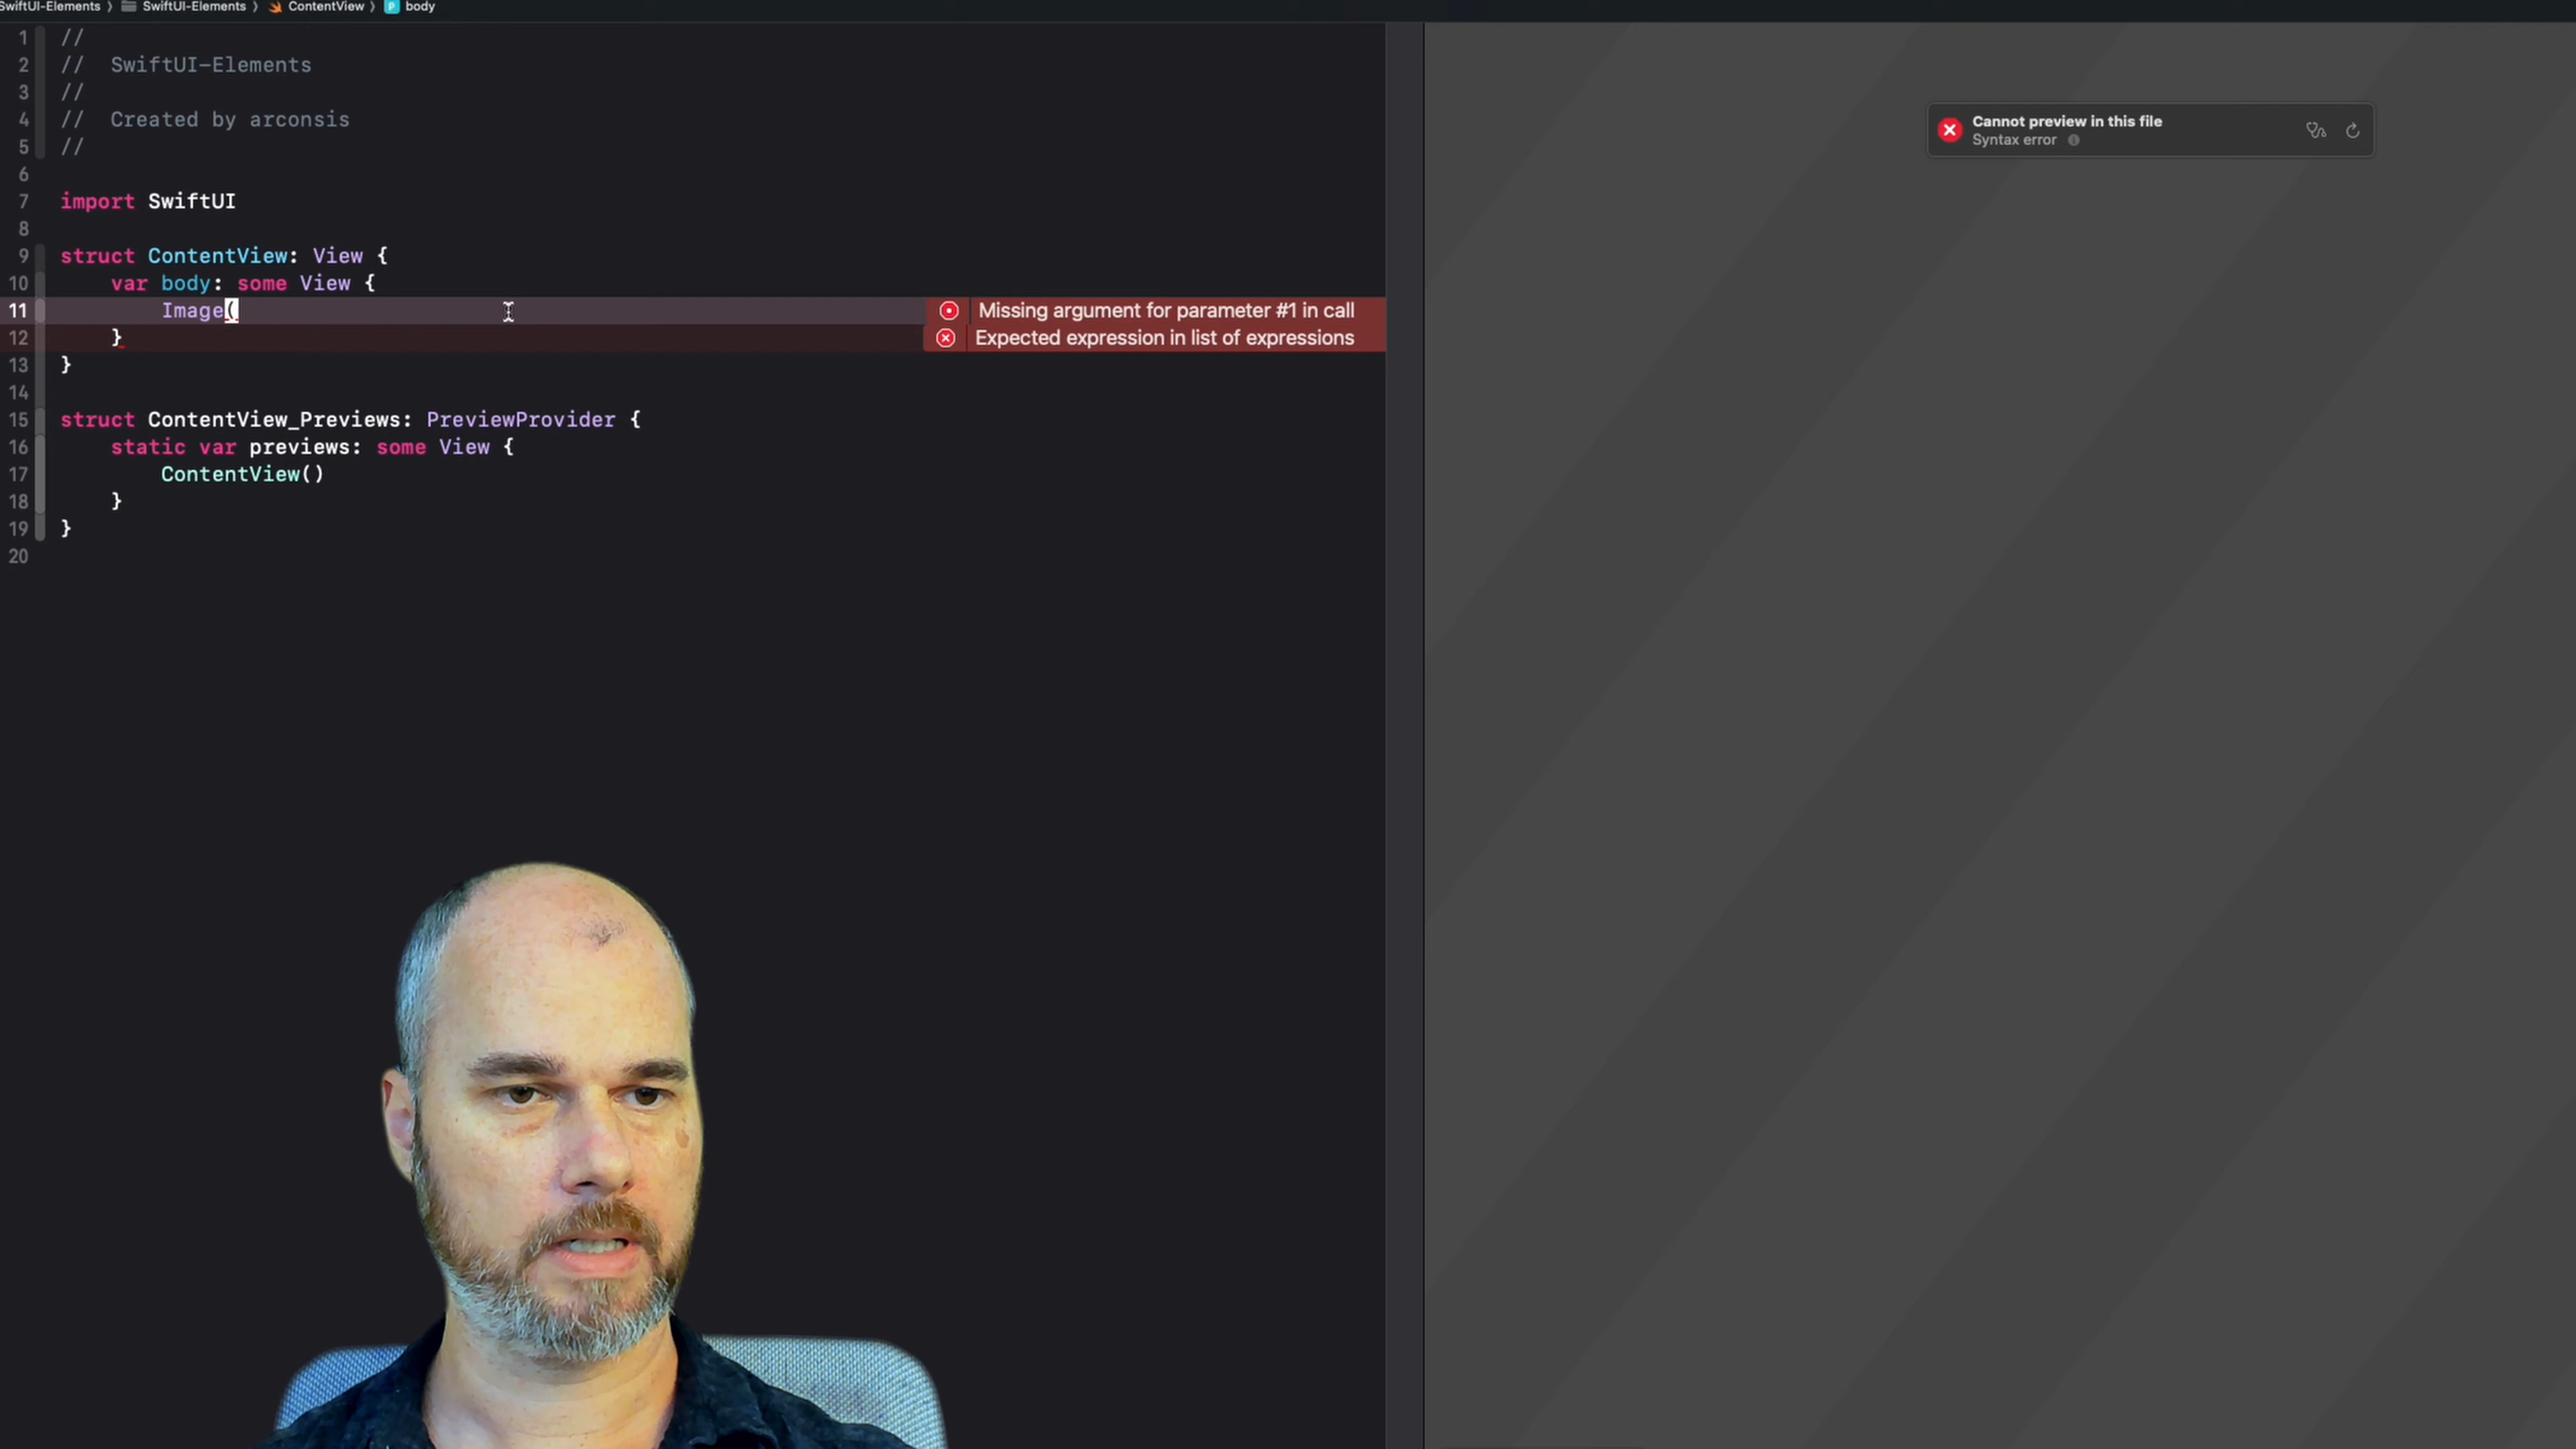 SwiftUI-Elements 〉 SwiftUI-Elements 〉 ContentView 〉 P body
1 //
2 //  SwiftUI-Elements
3 //
4 //  Created by arconsis
5 //
6
7 import SwiftUI
8
9 struct ContentView: View {
10     var body: some View {
11         Image( Missing argument for parameter #1 in call
12     } Expected expression in list of expressions
13 }
14
15 struct ContentView_Previews: PreviewProvider {
16     static var previews: some View {
17         ContentView()
18     }
19 }
20
Cannot preview in this file
Syntax error